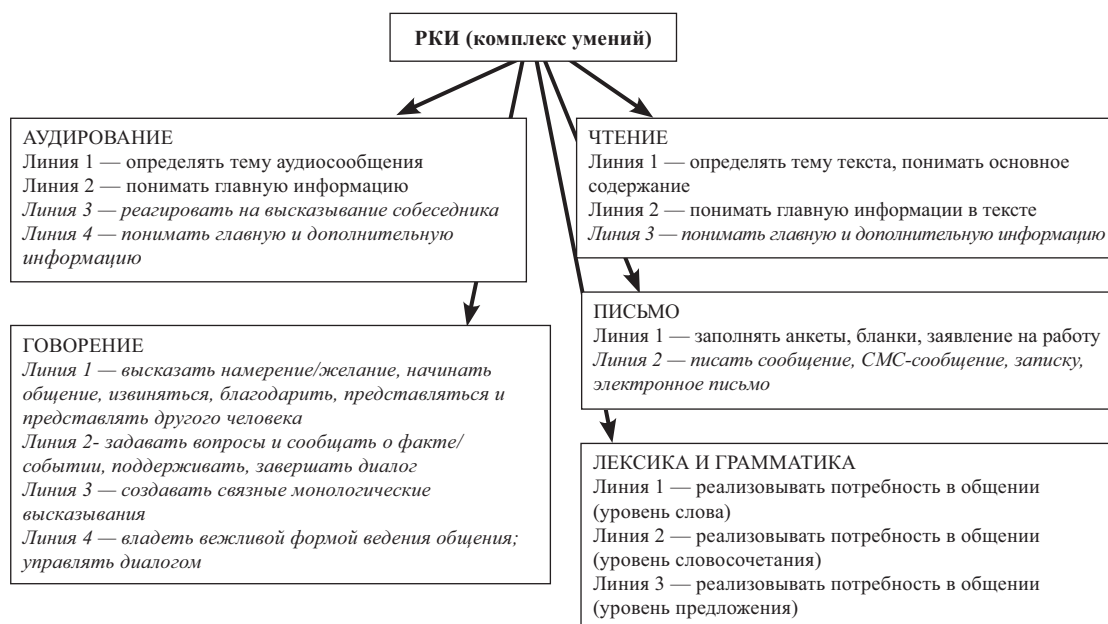 РКИ (комплекс умений)
АУДИРОВАНИЕ
Линия 1 — определять тему аудиосообщения
Линия 2 — понимать главную информацию
Линия 3 — реагировать на высказывание собеседника
Линия 4 — понимать главную и дополнительную
информацию
ГОВОРЕНИЕ
Линия 1 — высказать намерение/желание, начинать
общение, извиняться, благодарить, представляться и
представлять другого человека
Линия 2- задавать вопросы и сообщать о факте/
событии, поддерживать, завершать диалог
Линия 3 — создавать связные монологические
высказывания
Линия 4 — владеть вежливой формой ведения общения;
управлять диалогом
ЧТЕНИЕ
Линия 1 — определять тему текста, понимать основное
содержание
Линия 2 — понимать главную информации в тексте
Линия 3 — понимать главную и дополнительную информацию
ПИСЬМО
Линия 1 — заполнять анкеты, бланки, заявление на работу
Линия 2 — писать сообщение, СМС-сообщение, записку,
электронное письмо
ЛЕКСИКА И ГРАММАТИКА
Линия 1 — реализовывать потребность в общении
(уровень слова)
Линия 2 — реализовывать потребность в общении
(уровень словосочетания)
Линия 3 — реализовывать потребность в общении
(уровень предложения)